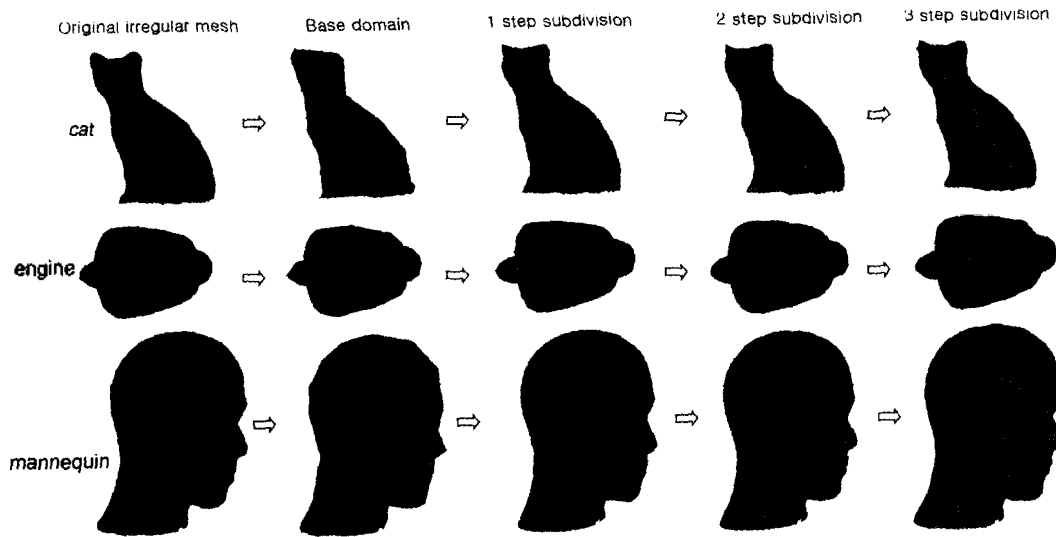 Original irregular mesh
Base domain
1 step subdivision
2 step subdivision
3 step subdivision
cat
engine
mannequin